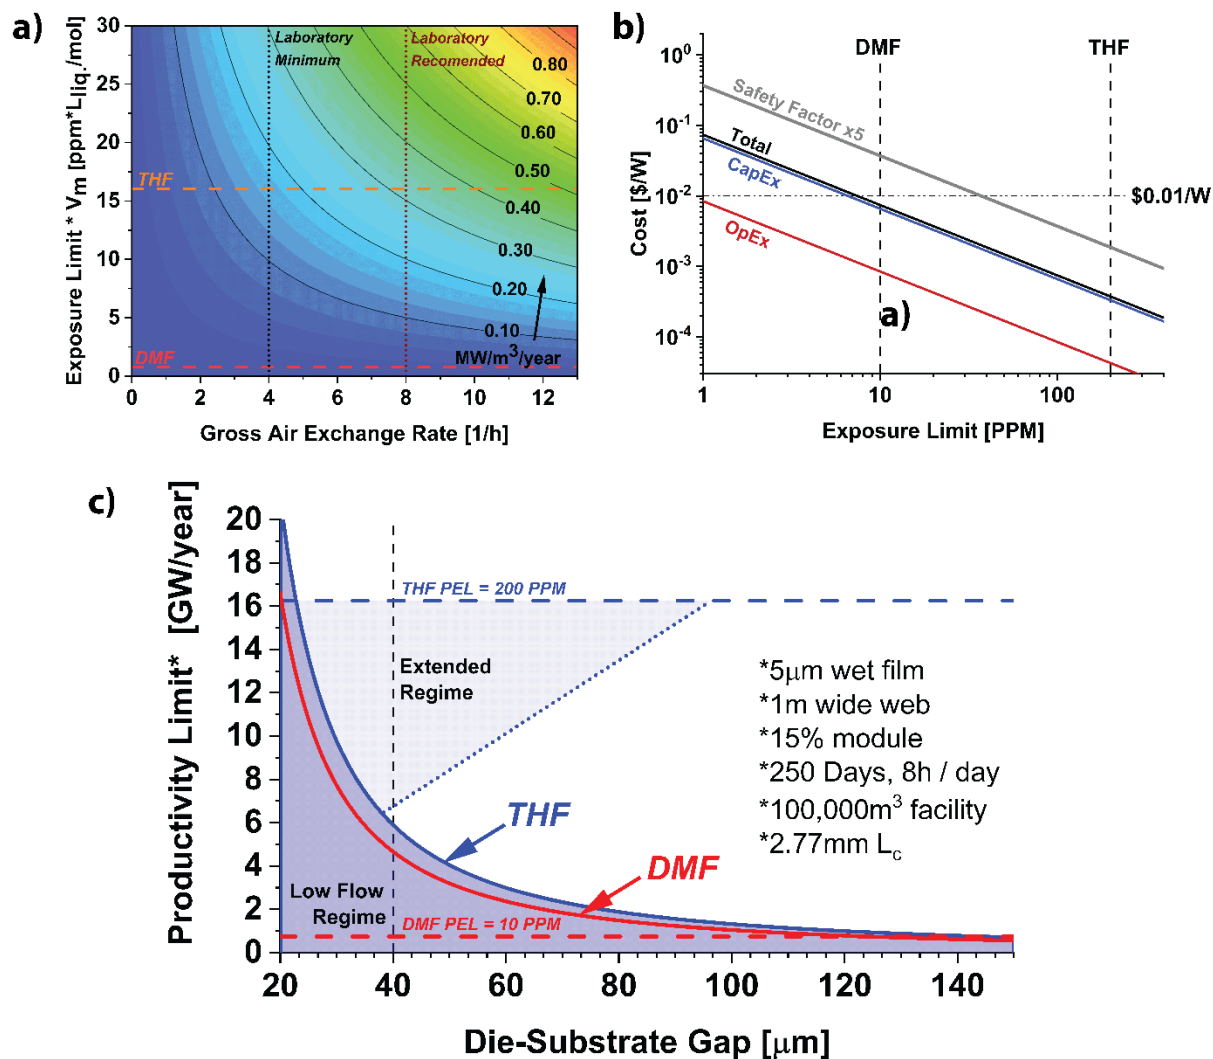 a)
30
25
20
15
10
5
0
Exposure Limit * Vm [ppm*Lliq./mol]
Laboratory
Minimum
Laboratory
Recomended
0.80
0.70
0.60
0.50
0.40
0.30
0.20
0.10
THF
DMF
MW/m³/year
0 2 4 6 8 10 12
Gross Air Exchange Rate [1/h]
b)
DMF THF
10⁰
10⁻¹
10⁻²
10⁻³
10⁻⁴
Cost [$/W]
Safety Factor x5
Total
CapEx
OpEx
$0.01/W
a)
1 10 100
Exposure Limit [PPM]
c)
20
18
16
14
12
10
8
6
4
2
0
Productivity Limit* [GW/year]
THF PEL = 200 PPM
Extended
Regime
THF
DMF
Low Flow
Regime
DMF PEL = 10 PPM
*5μm wet film
*1m wide web
*15% module
*250 Days, 8h / day
*100,000m³ facility
*2.77mm Lc
20 40 60 80 100 120 140
Die-Substrate Gap [μm]